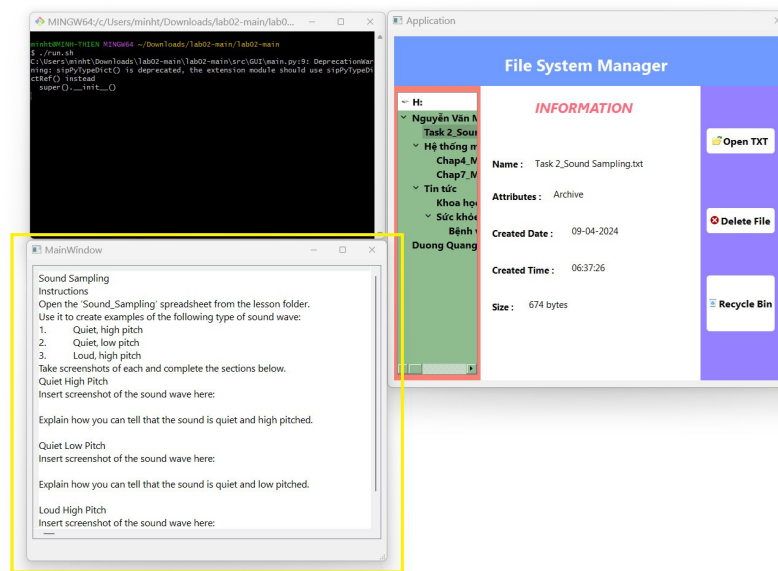 MINGW64:/c/Users/minht/Downloads/lab02-main/lab0...
minht@MINH-THIEN MINGW64 ~/Downloads/lab02-main/lab02-main
$ ./run.sh
C:\Users\minht\Downloads\lab02-main\lab02-main\src\GUI\main.py:9: DeprecationWar
ning: sipPyTypeDict() is deprecated, the extension module should use sipPyTypeDi
ctRef() instead
super().__init__()
Application
File System Manager
H:
Nguyễn Văn
Task 2_Sour
Hệ thống m
Chap4_M
Chap7_M
Tin tức
Khoa học
Sức khỏe
Bệnh
Duong Quang
INFORMATION
Name : Task 2_Sound Sampling.txt
Attributes : Archive
Created Date : 09-04-2024
Created Time : 06:37:26
Size : 674 bytes
Open TXT
Delete File
Recycle Bin
MainWindow
Sound Sampling
Instructions
Open the 'Sound_Sampling' spreadsheet from the lesson folder.
Use it to create examples of the following type of sound wave:
1. Quiet, high pitch
2. Quiet, low pitch
3. Loud, high pitch
Take screenshots of each and complete the sections below.
Quiet High Pitch
Insert screenshot of the sound wave here:
Explain how you can tell that the sound is quiet and high pitched.
Quiet Low Pitch
Insert screenshot of the sound wave here:
Explain how you can tell that the sound is quiet and low pitched.
Loud High Pitch
Insert screenshot of the sound wave here: